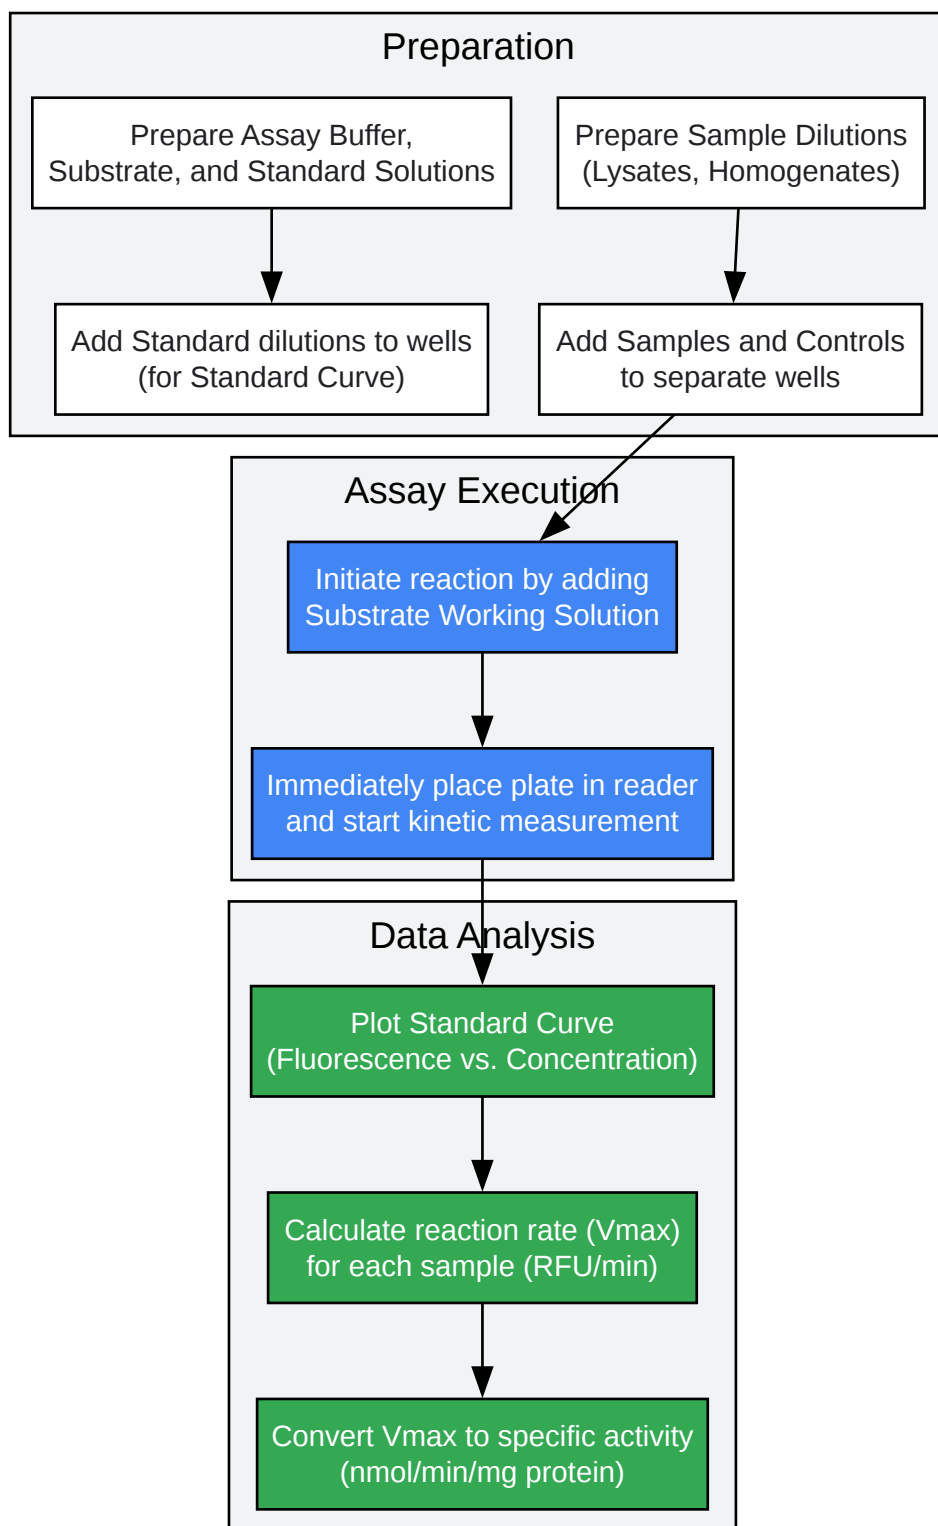 Preparation
Prepare Assay Buffer,
Substrate, and Standard Solutions
Prepare Sample Dilutions
(Lysates, Homogenates)
Add Standard dilutions to wells
(for Standard Curve)
Add Samples and Controls
to separate wells
Assay Execution
Initiate reaction by adding
Substrate Working Solution
Immediately place plate in reader
and start kinetic measurement
Data Analysis
Plot Standard Curve
(Fluorescence vs. Concentration)
Calculate reaction rate (Vmax)
for each sample (RFU/min)
Convert Vmax to specific activity
(nmol/min/mg protein)